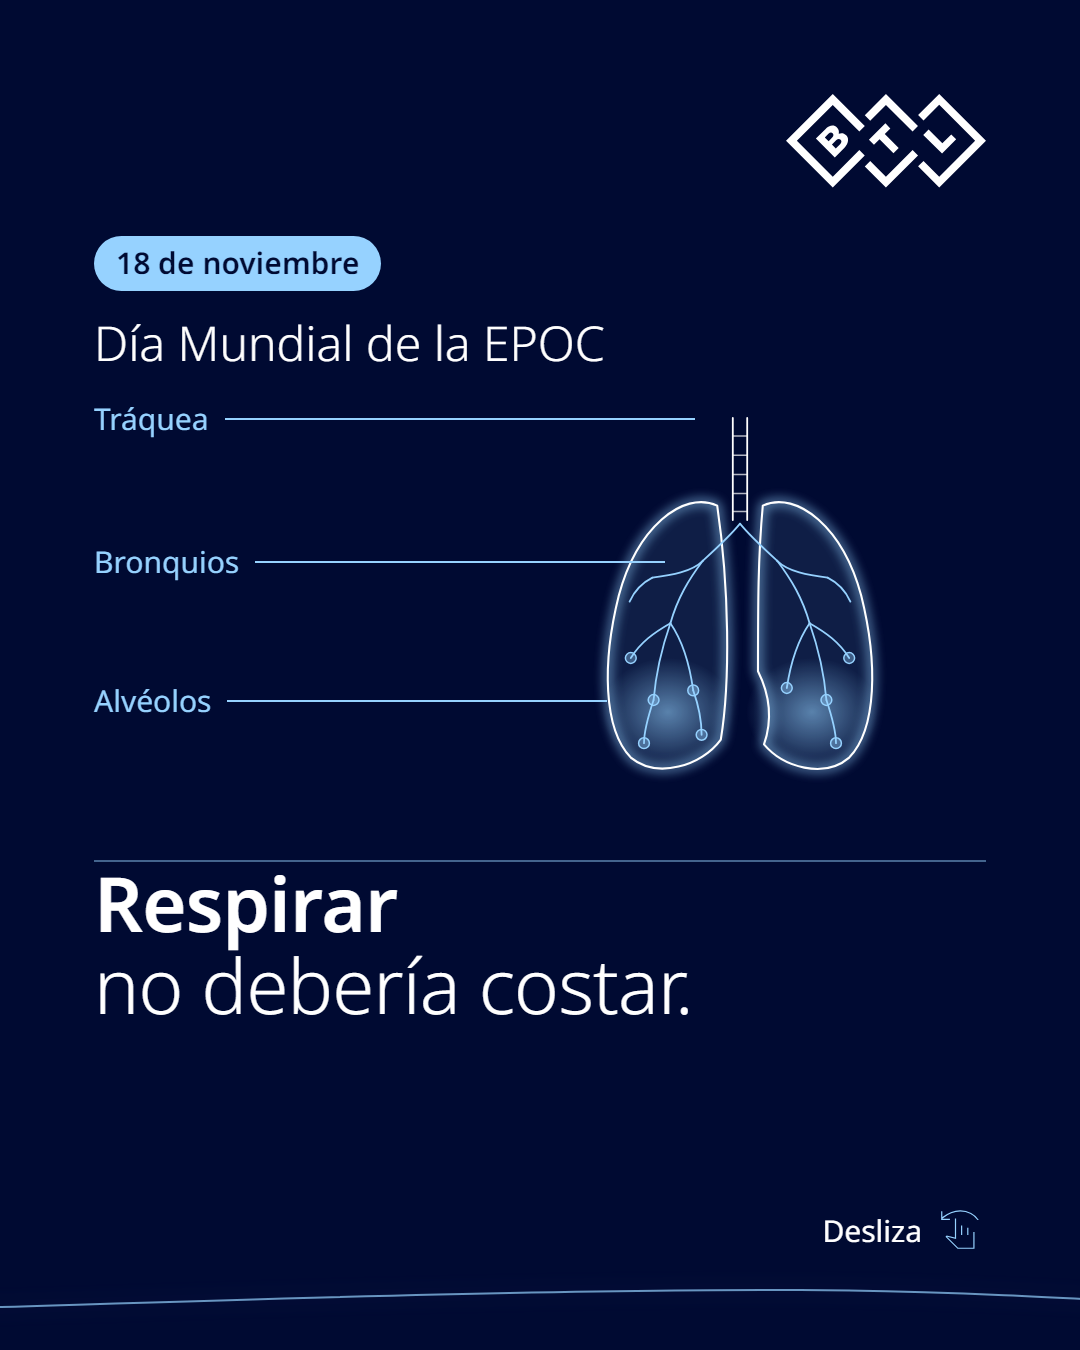 BTL
18 de noviembre
Día Mundial de la EPOC
Tráquea
Bronquios
Alvéolos
Respirar
no debería costar.
Desliza